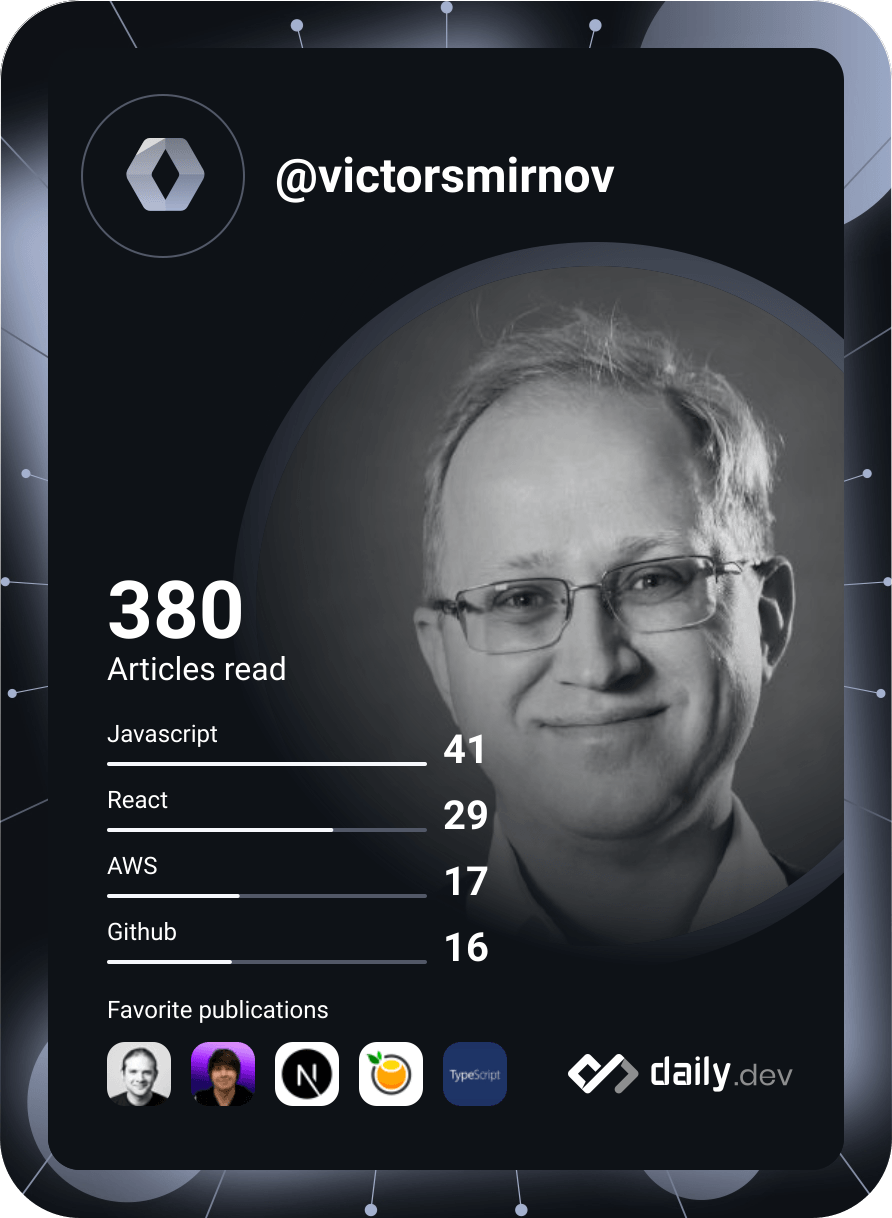 @victorsmirnov
380
Articles read
Javascript
41
React
29
AWS
17
Github
16
Favorite publications
N
TypeScript
daily.dev